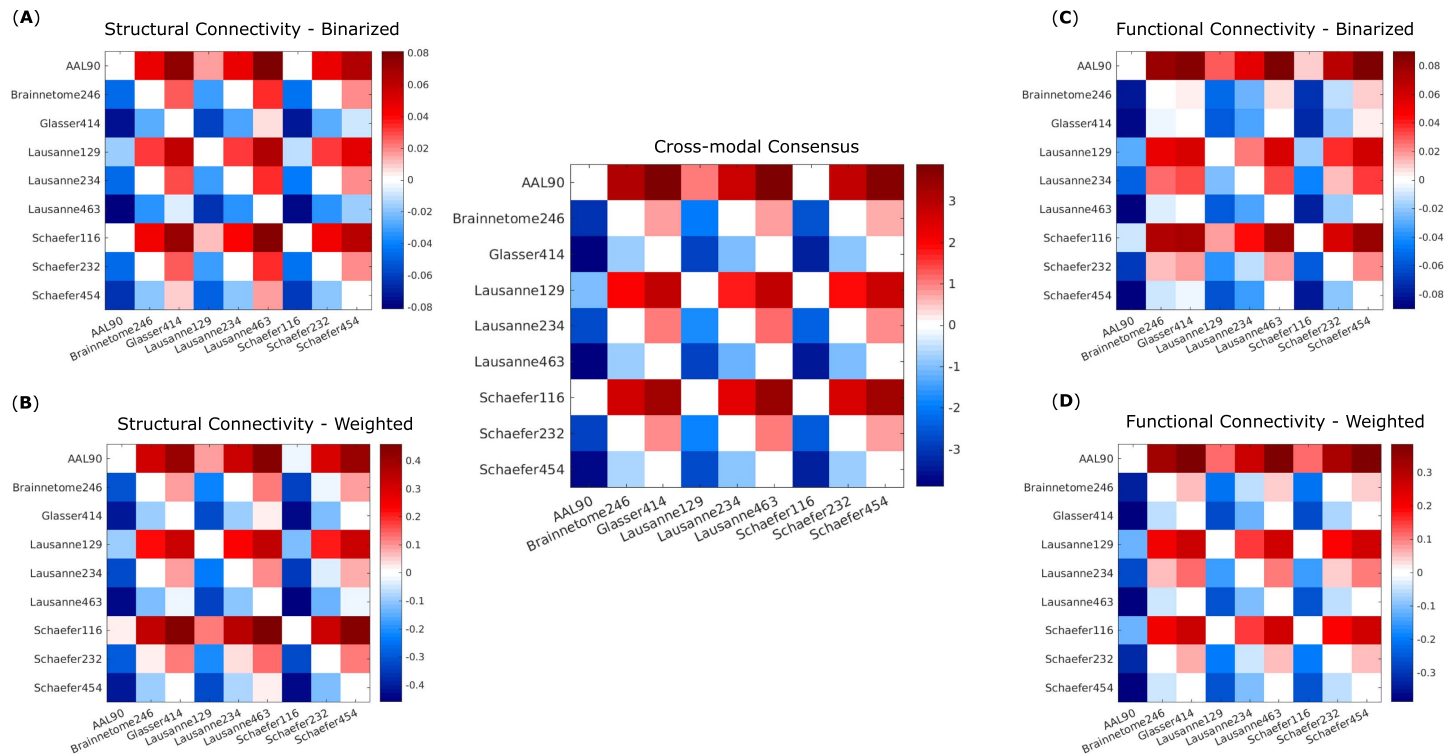 (A)
Structural Connectivity - Binarized
AAL90
Brainnetome246
Glasser414
Lausanne129
Lausanne234
Lausanne463
Schaefer116
Schaefer232
Schaefer454
0.08
0.06
0.04
0.02
0
-0.02
-0.04
-0.06
-0.08
AAL90
Brainnetome246
Glasser414
Lausanne129
Lausanne234
Lausanne463
Schaefer116
Schaefer232
Schaefer454
(B)
Structural Connectivity - Weighted
AAL90
Brainnetome246
Glasser414
Lausanne129
Lausanne234
Lausanne463
Schaefer116
Schaefer232
Schaefer454
0.4
0.3
0.2
0.1
0
-0.1
-0.2
-0.3
-0.4
AAL90
Brainnetome246
Glasser414
Lausanne129
Lausanne234
Lausanne463
Schaefer116
Schaefer232
Schaefer454
Cross-modal Consensus
AAL90
Brainnetome246
Glasser414
Lausanne129
Lausanne234
Lausanne463
Schaefer116
Schaefer232
Schaefer454
3
2
1
0
-1
-2
-3
AAL90
Brainnetome246
Glasser414
Lausanne129
Lausanne234
Lausanne463
Schaefer116
Schaefer232
Schaefer454
(C)
Functional Connectivity - Binarized
AAL90
Brainnetome246
Glasser414
Lausanne129
Lausanne234
Lausanne463
Schaefer116
Schaefer232
Schaefer454
0.08
0.06
0.04
0.02
0
-0.02
-0.04
-0.06
-0.08
AAL90
Brainnetome246
Glasser414
Lausanne129
Lausanne234
Lausanne463
Schaefer116
Schaefer232
Schaefer454
(D)
Functional Connectivity - Weighted
AAL90
Brainnetome246
Glasser414
Lausanne129
Lausanne234
Lausanne463
Schaefer116
Schaefer232
Schaefer454
0.3
0.2
0.1
0
-0.1
-0.2
-0.3
AAL90
Brainnetome246
Glasser414
Lausanne129
Lausanne234
Lausanne463
Schaefer116
Schaefer232
Schaefer454